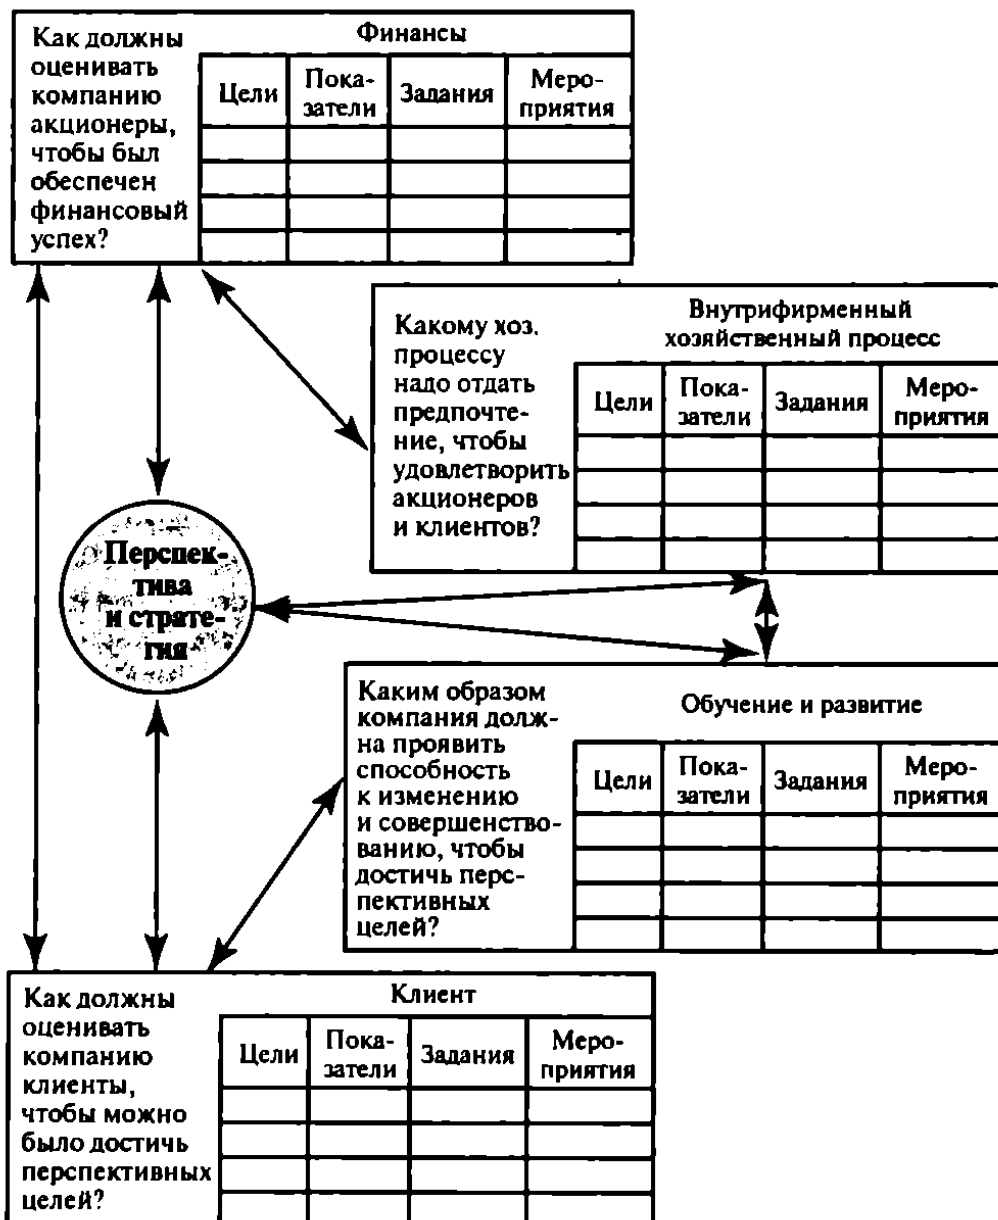 Как должны
оценивать
компанию
акционеры,
чтобы был
обеспечен
финансовый
успех?
Финансы
Цели
Пока-
затели
Задания
Меро-
приятия
Какому хоз.
процессу
надо отдать
предпочте-
ние, чтобы
удовлетворить
акционеров
и клиентов?
Внутрифирменный
хозяйственный процесс
Цели
Пока-
затели
Задания
Меро-
приятия
Перспек-
тива
и страте-
гия
Каким образом
компания долж-
на проявить
способность
к изменению
и совершенство-
ванию, чтобы
достичь перс-
пективных
целей?
Обучение и развитие
Цели
Пока-
затели
Задания
Меро-
приятия
Как должны
оценивать
компанию
клиенты,
чтобы можно
было достичь
перспективных
целей?
Клиент
Цели
Пока-
затели
Задания
Меро-
приятия